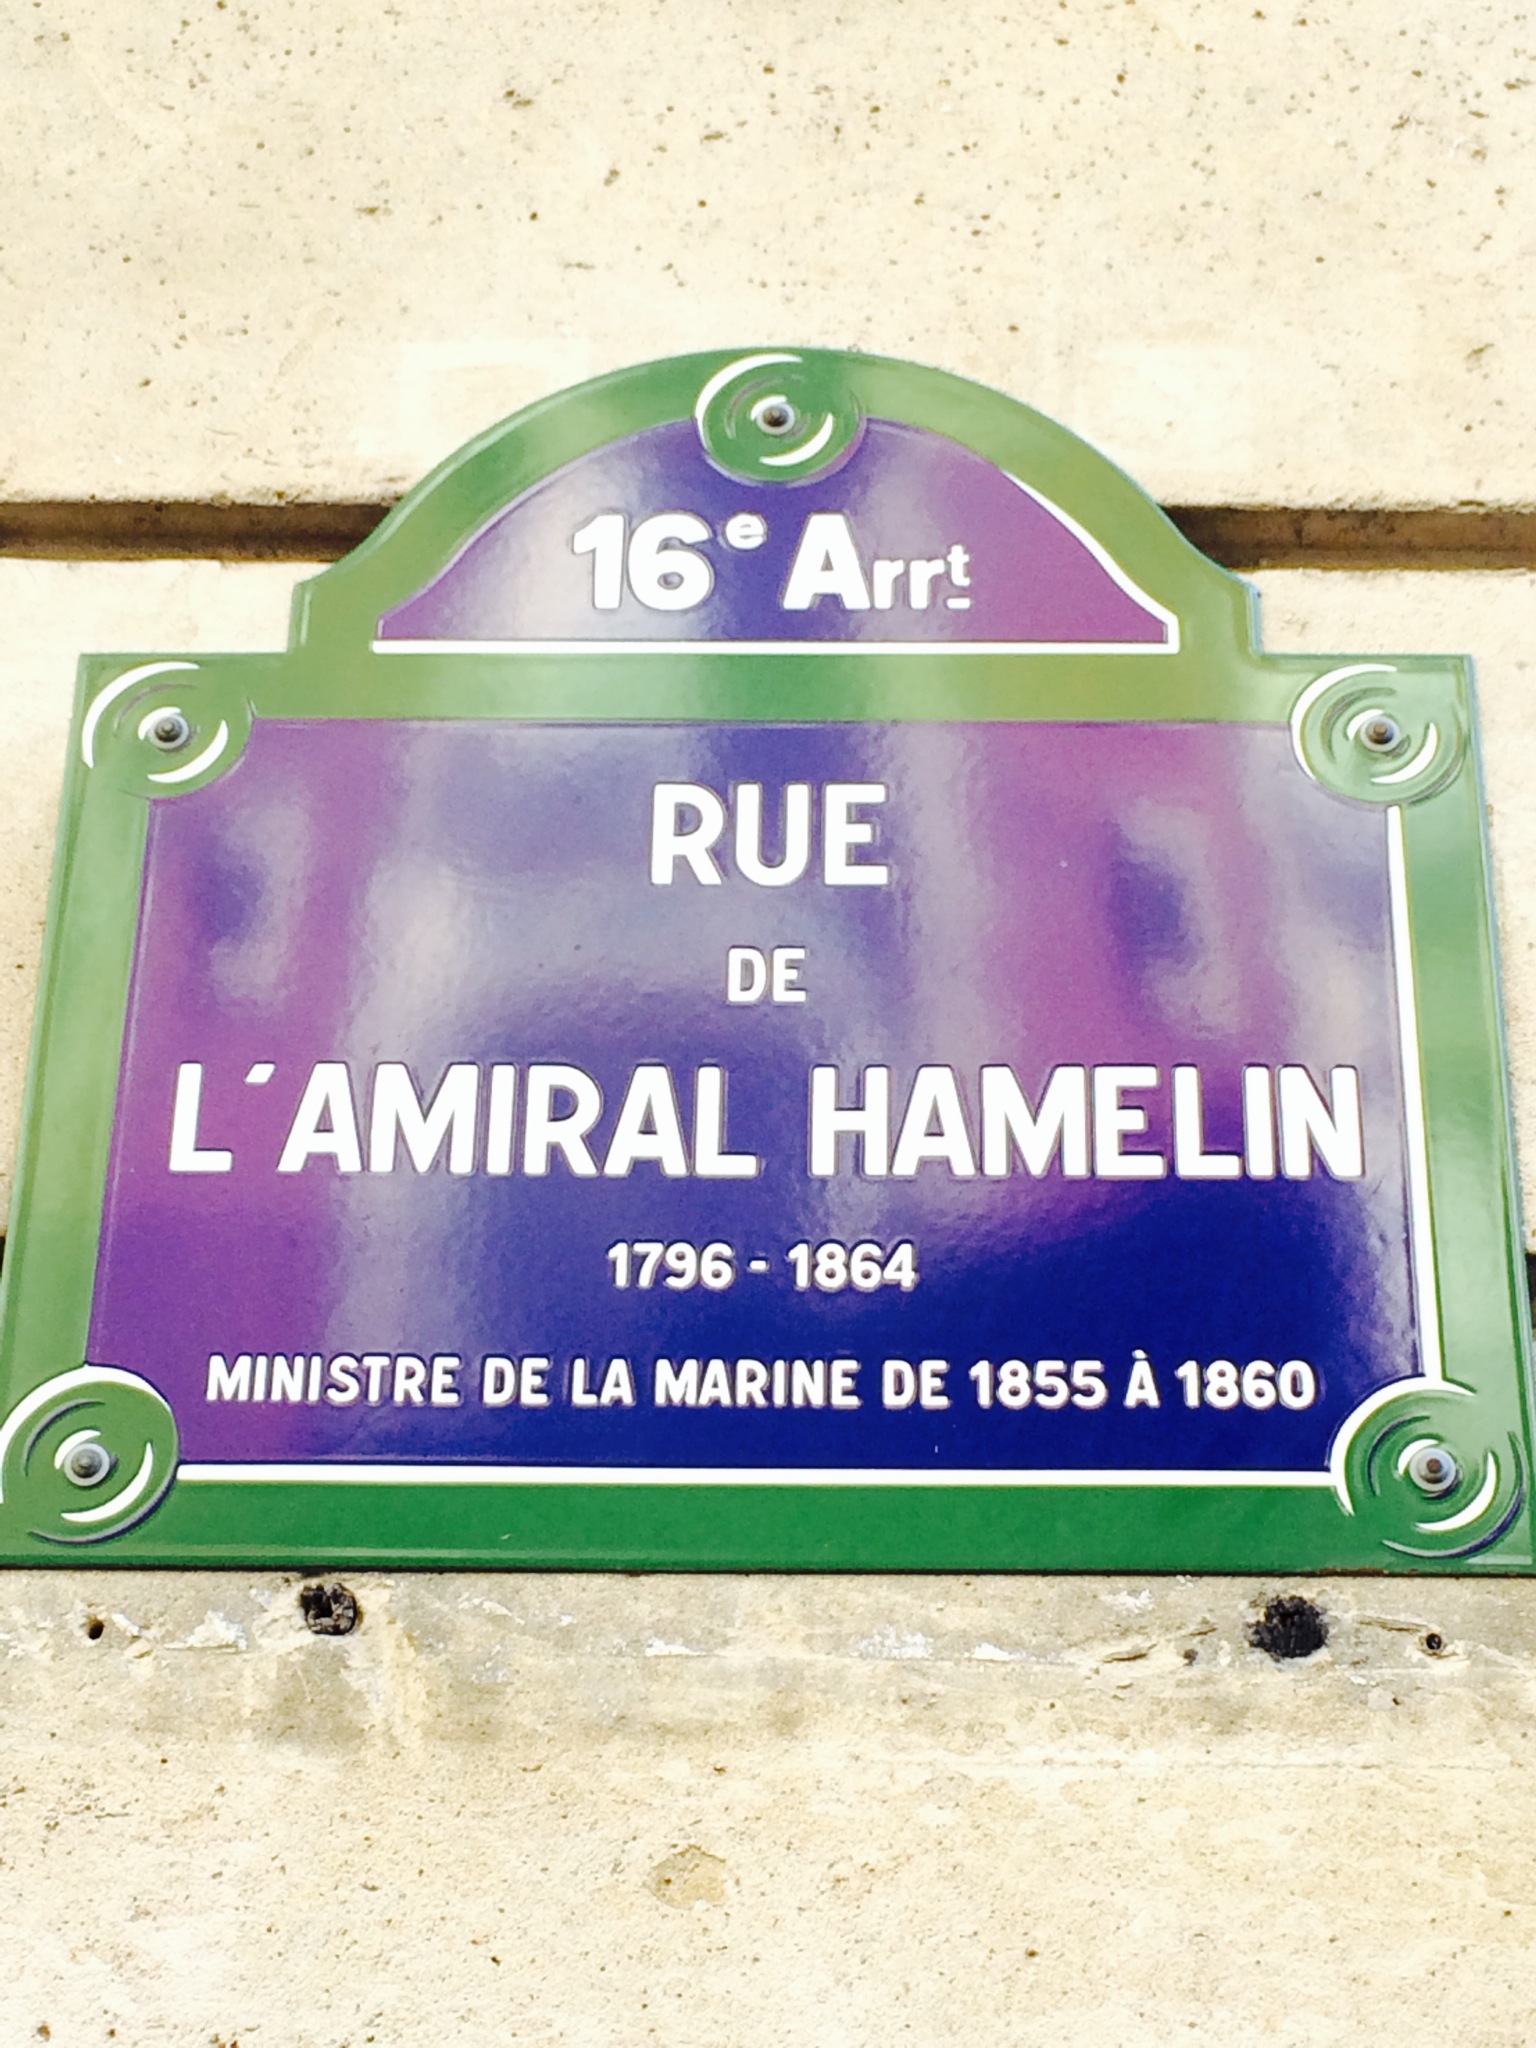 16e Arrt
RUE
DE
L'AMIRAL HAMELIN
1796 - 1864
MINISTRE DE LA MARINE DE 1855 À 1860